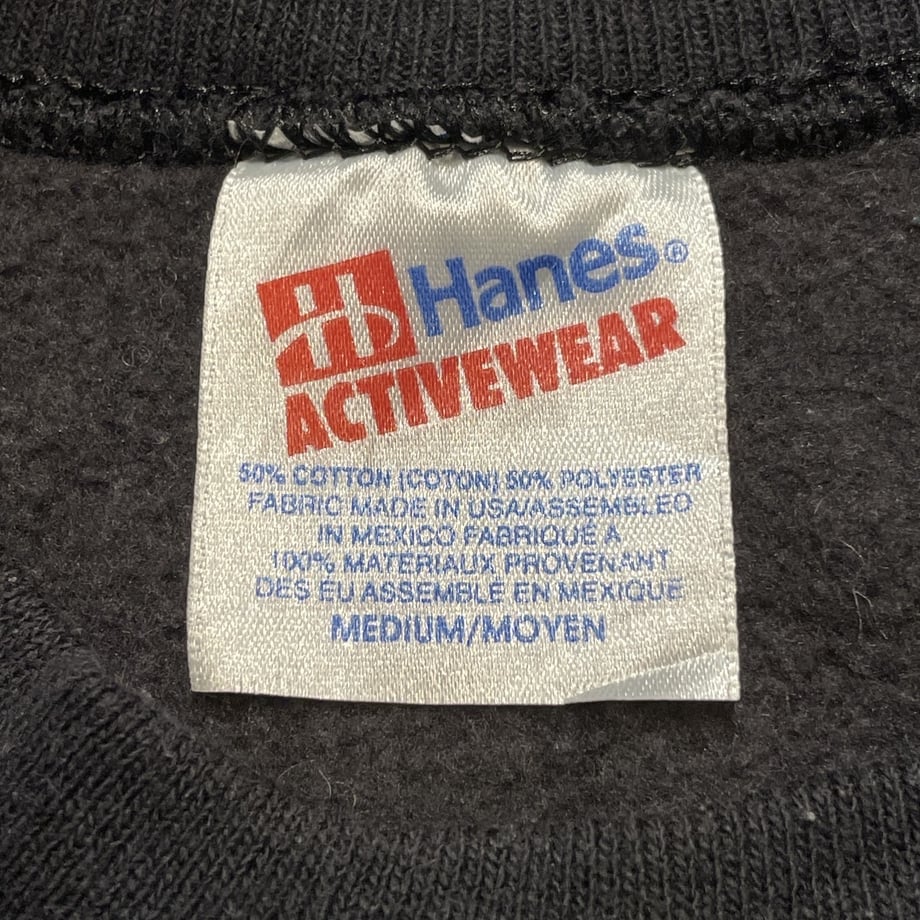 Hanes®
ACTIVEWEAR
50% COTTON (COTON) 50% POLYESTER
FABRIC MADE IN USA/ASSEMBLED
IN MEXICO FABRIQUÉ À
100% MATERIAUX PROVENANT
DES EU ASSEMBLÉ EN MEXIQUE
MEDIUM/MOYEN